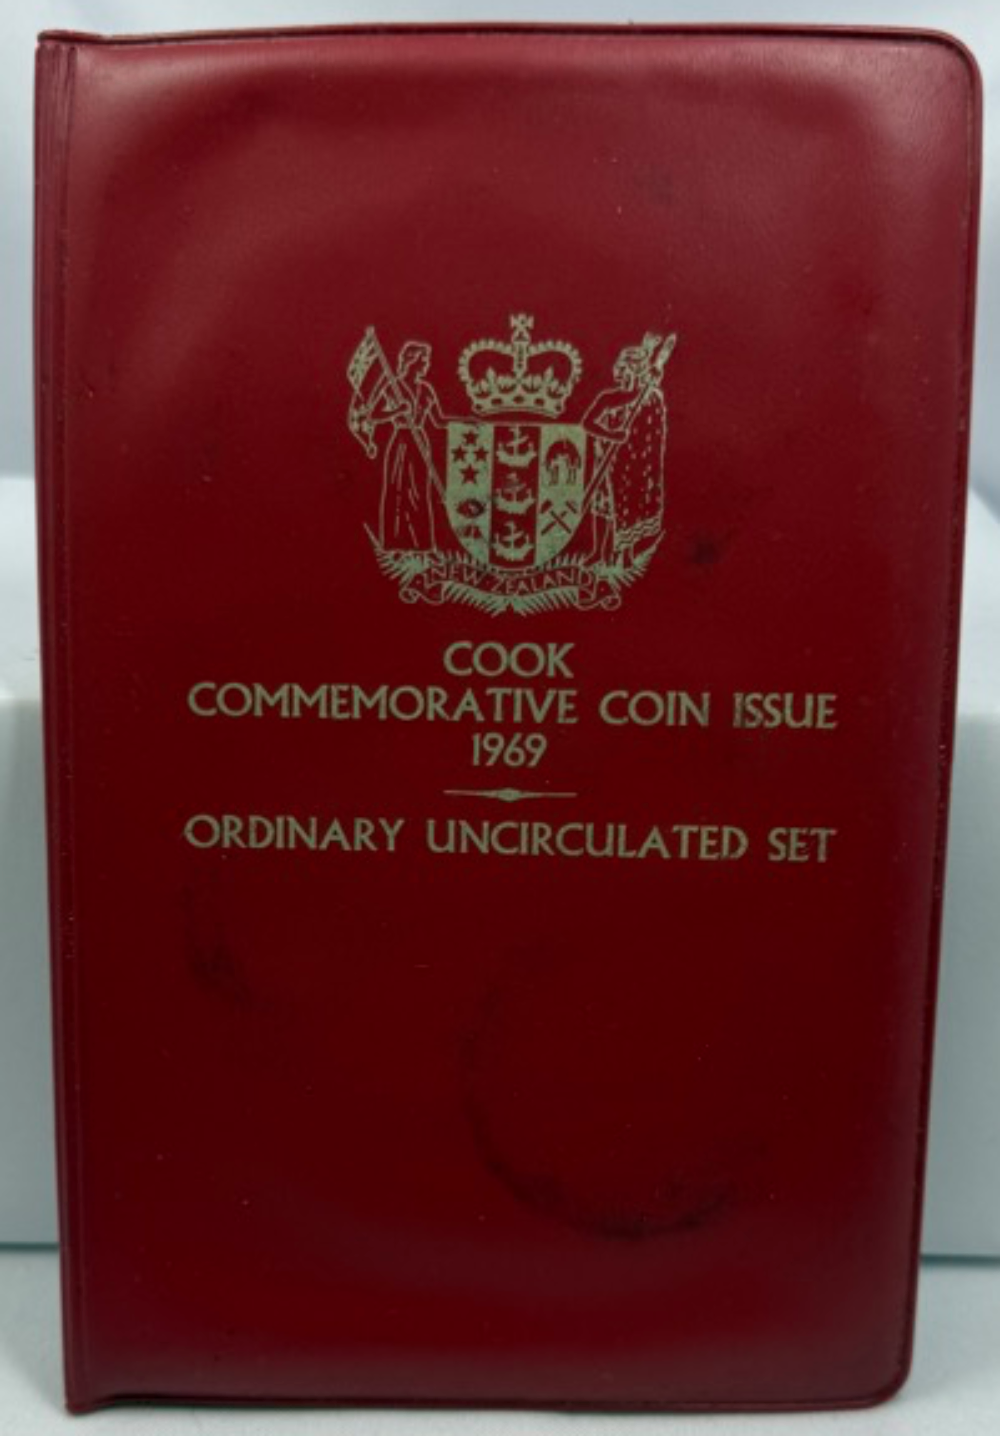 NEW ZEALAND
COOK
COMMEMORATIVE COIN ISSUE
1969
ORDINARY UNCIRCULATED SET